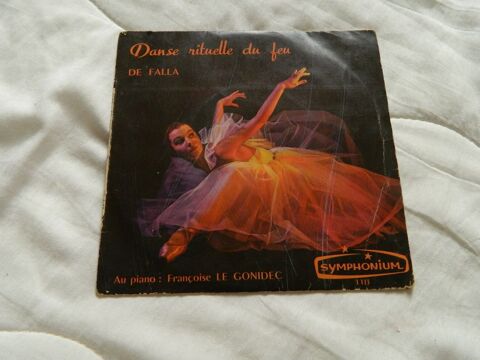 Danse rituelle du feu
DE FALLA
Au piano : Françoise LE GONIDEC
SYMPHONIUM